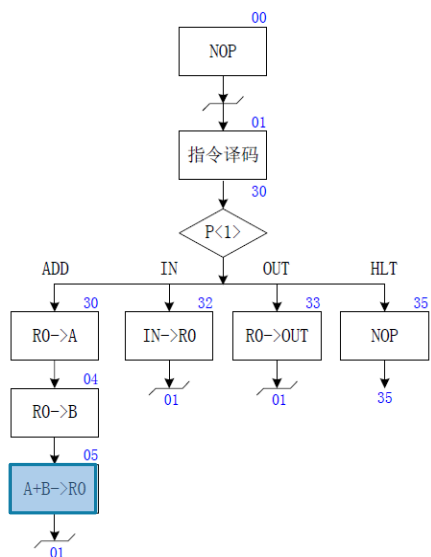 00
NOP
01
指令译码
30
P<1>
ADD IN OUT HLT
30 32 33 35
R0->A IN->R0 R0->OUT NOP
04 01 01 35
R0->B
05
A+B->R0
01